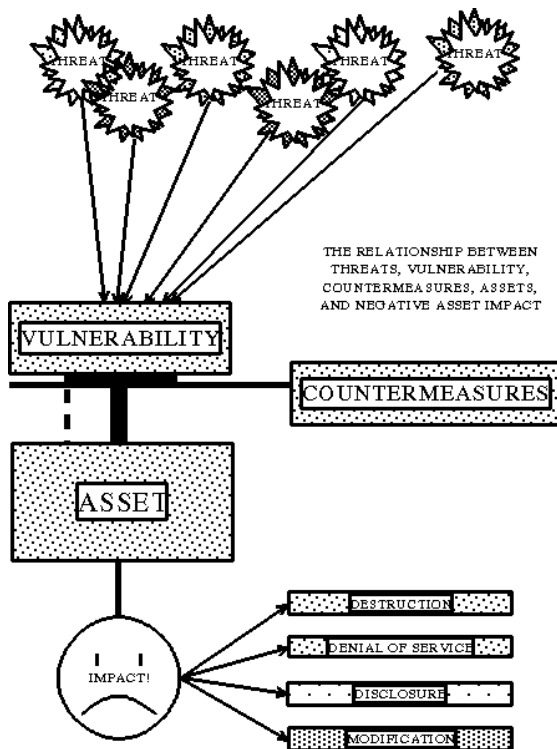 THREAT
THREAT
THREAT
THREAT
THREAT
THREAT
THE RELATIONSHIP BETWEEN
THREATS, VULNERABILITY,
COUNTERMEASURES, ASSETS,
AND NEGATIVE ASSET IMPACT
VULNERABILITY
COUNTERMEASURES
ASSET
IMPACT!
DESTRUCTION
DENIAL OF SERVICE
DISCLOSURE
MODIFICATION